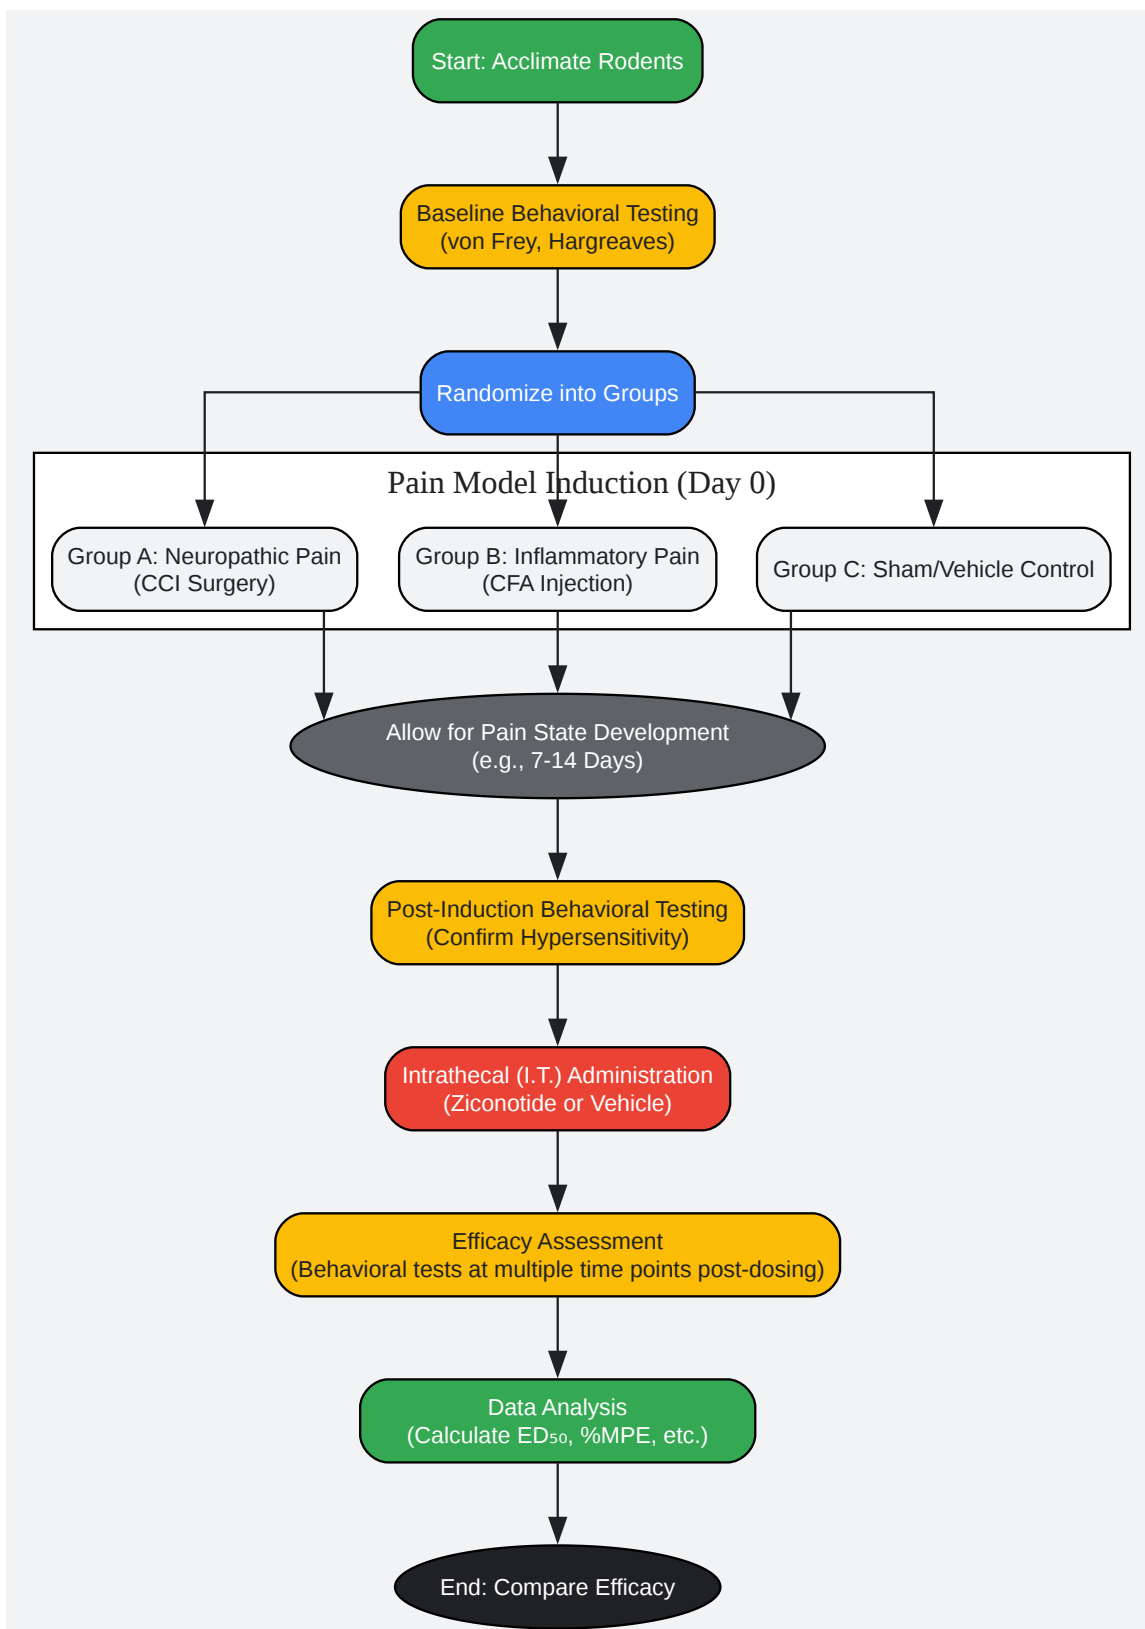 Start: Acclimate Rodents
Baseline Behavioral Testing
(von Frey, Hargreaves)
Randomize into Groups
Pain Model Induction (Day 0)
Group A: Neuropathic Pain
(CCI Surgery)
Group B: Inflammatory Pain
(CFA Injection)
Group C: Sham/Vehicle Control
Allow for Pain State Development
(e.g., 7-14 Days)
Post-Induction Behavioral Testing
(Confirm Hypersensitivity)
Intrathecal (I.T.) Administration
(Ziconotide or Vehicle)
Efficacy Assessment
(Behavioral tests at multiple time points post-dosing)
Data Analysis
(Calculate ED₅₀, %MPE, etc.)
End: Compare Efficacy